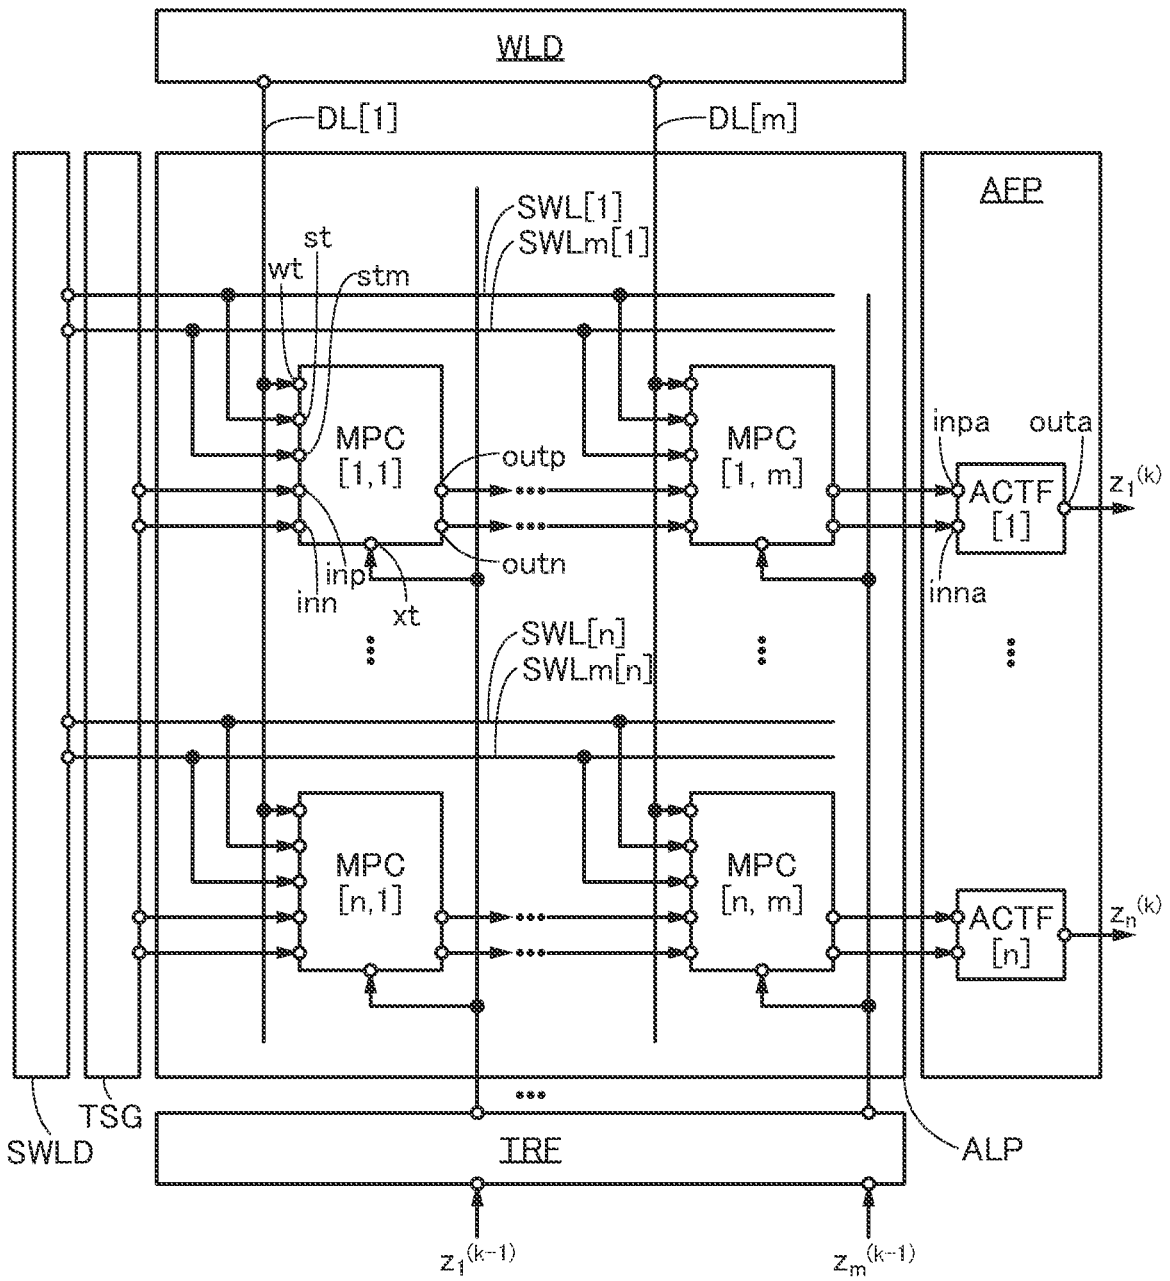 WLD
DL[1]
DL[m]
AFP
SWL[1]
SWLm[1]
st
wt
stm
MPC
[1,1]
MPC
[1, m]
outp
outn
inpa
outa
ACTF
[1]
z1(k)
inna
inp
inn
xt
SWL[n]
SWLm[n]
MPC
[n,1]
MPC
[n, m]
ACTF
[n]
zn(k)
TSG
SWLD
IRE
ALP
z1(k-1)
zm(k-1)